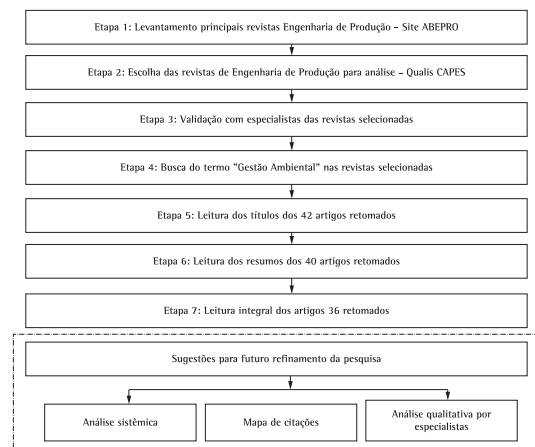 Etapa 1: Levantamento principais revistas Engenharia de Produção – Site ABEPRO
Etapa 2: Escolha das revistas de Engenharia de Produção para análise – Qualis CAPES
Etapa 3: Validação com especialistas das revistas selecionadas
Etapa 4: Busca do termo "Gestão Ambiental" nas revistas selecionadas
Etapa 5: Leitura dos títulos dos 42 artigos retomados
Etapa 6: Leitura dos resumos dos 40 artigos retomados
Etapa 7: Leitura integral dos artigos 36 retomados
Sugestões para futuro refinamento da pesquisa
Análise sistêmica
Mapa de citações
Análise qualitativa por
especialistas